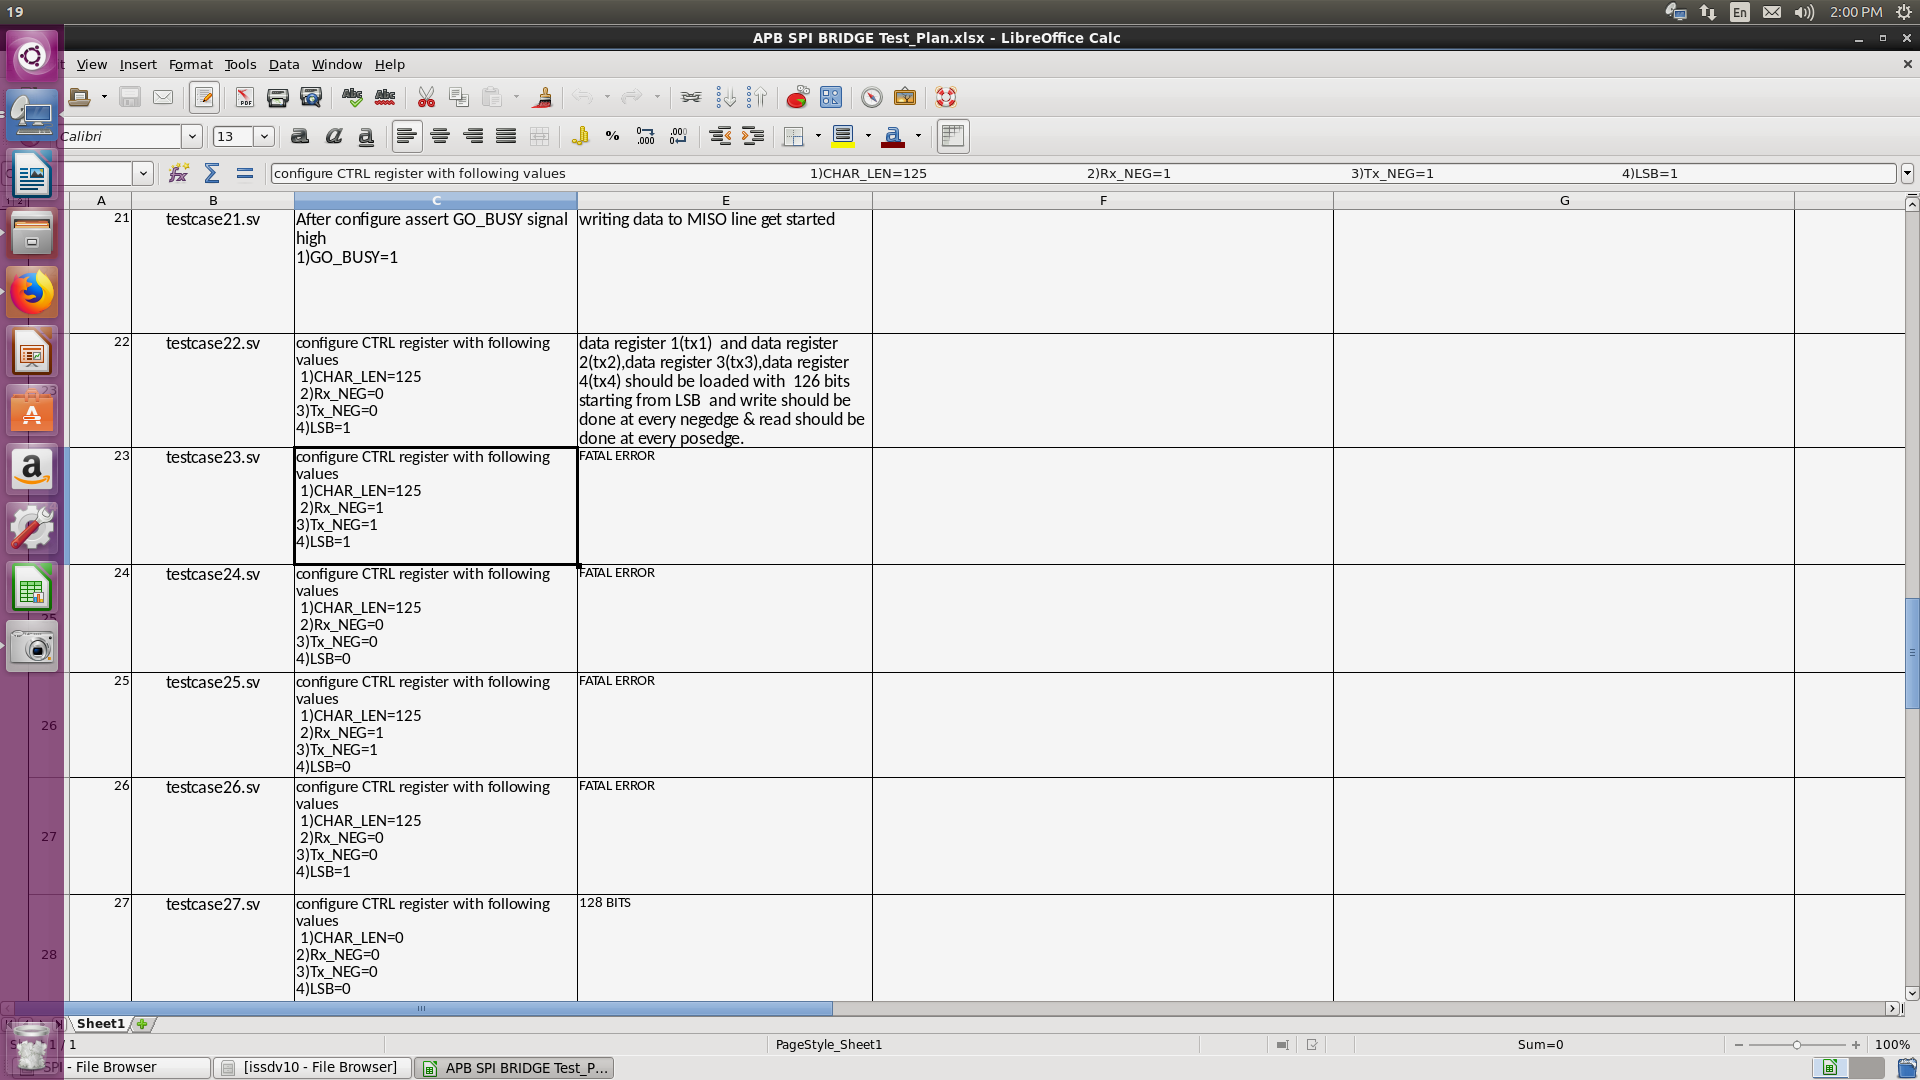 19
En
2:00 PM
APB SPI BRIDGE Test_Plan.xlsx - LibreOffice Calc
View Insert Format Tools Data Window Help
Calibri
13
configure CTRL register with following values 1)CHAR_LEN=125 2)Rx_NEG=1 3)Tx_NEG=1 4)LSB=1
A B C E F G
21 testcase21.sv
After configure assert GO_BUSY signal
high
1)GO_BUSY=1
writing data to MISO line get started
22 testcase22.sv
configure CTRL register with following
values
1)CHAR_LEN=125
2)Rx_NEG=0
3)Tx_NEG=0
4)LSB=1
data register 1(tx1)  and data register
2(tx2),data register 3(tx3),data register
4(tx4) should be loaded with  126 bits
starting from LSB  and write should be
done at every negedge & read should be
done at every posedge.
23 testcase23.sv
configure CTRL register with following
values
1)CHAR_LEN=125
2)Rx_NEG=1
3)Tx_NEG=1
4)LSB=1
FATAL ERROR
24 testcase24.sv
configure CTRL register with following
values
1)CHAR_LEN=125
2)Rx_NEG=0
3)Tx_NEG=0
4)LSB=0
FATAL ERROR
25 testcase25.sv
configure CTRL register with following
values
1)CHAR_LEN=125
2)Rx_NEG=1
3)Tx_NEG=1
4)LSB=0
FATAL ERROR
26
26 testcase26.sv
configure CTRL register with following
values
1)CHAR_LEN=125
2)Rx_NEG=0
3)Tx_NEG=0
4)LSB=1
FATAL ERROR
27
27 testcase27.sv
configure CTRL register with following
values
1)CHAR_LEN=0
2)Rx_NEG=0
3)Tx_NEG=0
4)LSB=0
128 BITS
28
Sheet1
/ 1
PageStyle_Sheet1
Sum=0
100%
SPI - File Browser
[issdv10 - File Browser]
APB SPI BRIDGE Test_P...